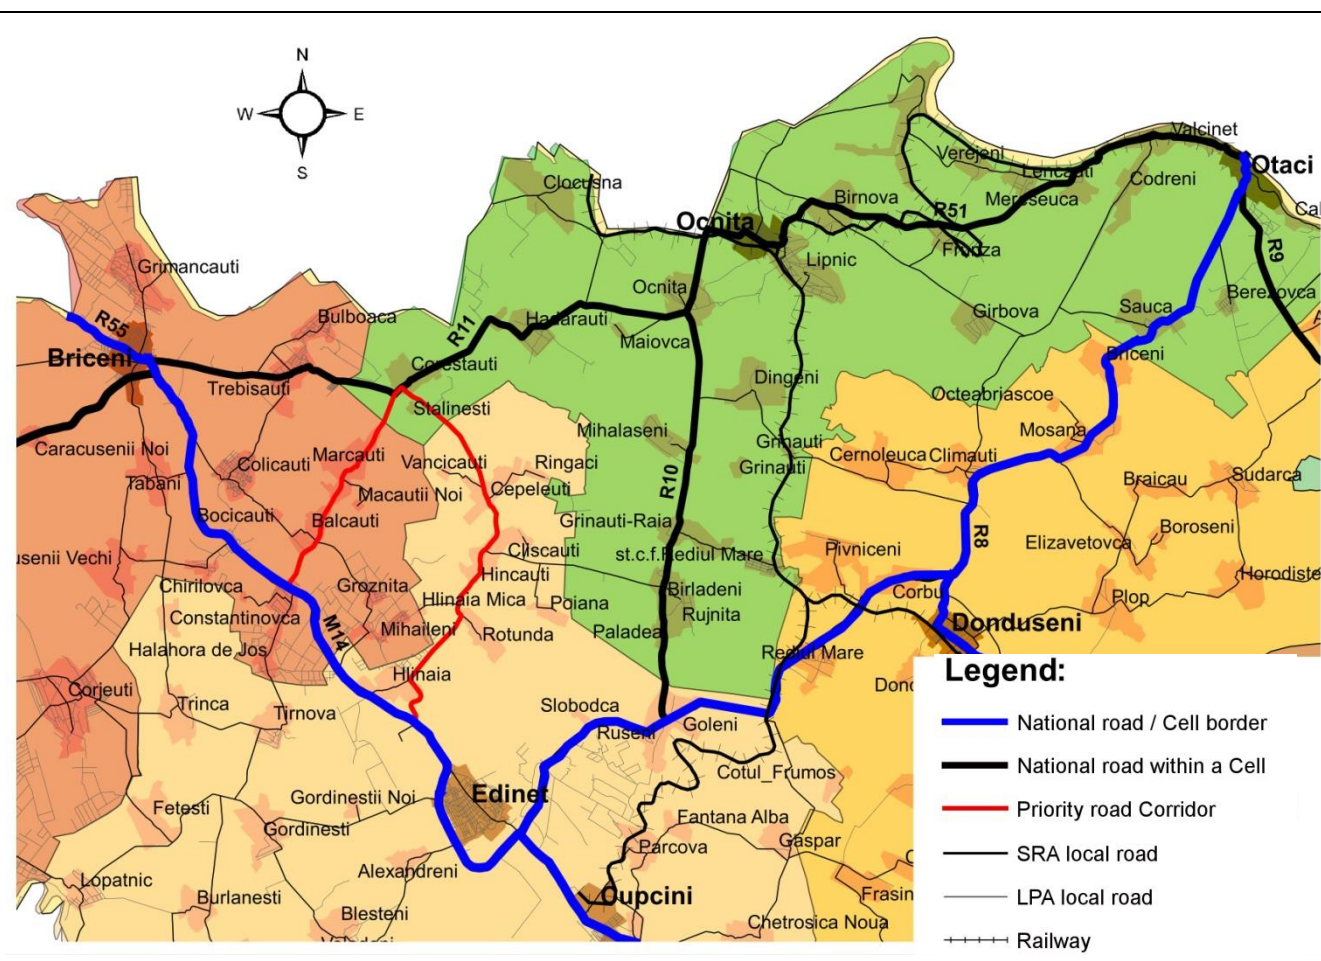 N
W E
S
Valcinet
Verejeni
Otaci
Lencauti
Codreni
Clocusna
Birnova
Mereseuca
R51
Ocnita
Frunza
Lipnic
R9
Grimancauti
Ocnita
Berezovca
Bulboaca
R55
Hadarauti
Girbova
Sauca
R11
Maiovca
Briceni
Briceni
Corestauti
Trebisauti
Dingeni
Octeabriascoe
Stalinesti
Mihalaseni
Mosana
Caracusenii Noi
Marcauti
Grinauti
Colicauti
Vancicauti
Ringaci
Grinauti
Cernoleuca
Climauti
Tabani
Cepeleuti
R10
Braicau
Sudarca
Macautii Noi
Bocicauti
Balcauti
Grinauti-Raia
R8
Boroseni
Elizavetovca
usenii Vechi
Cliscauti
st.c.f.Rediul Mare
Pivniceni
Hincauti
Horodiste
Chirilovca
Groznita
Birladeni
Corbu
Plop
Hlinaia Mica
Poiana
Constantinovca
Rujnita
Donduseni
Mihaileni
Rotunda
Paladea
M14
Halahora de Jos
Rediul Mare
Hlinaia
Legend:
Corjeuti
Trinca
Tirnova
Slobodca
Goleni
Ruseni
National road / Cell border
National road within a Cell
Cotul_Frumos
Edinet
Gordinestii Noi
Fetesti
Priority road Corridor
Fantana Alba
Gordinesti
Gaspar
Parcova
SRA local road
Alexandreni
Lopatnic
Burlanesti
Cupcini
Frasin
LPA local road
Blesteni
Chetrosica Noua
Railway